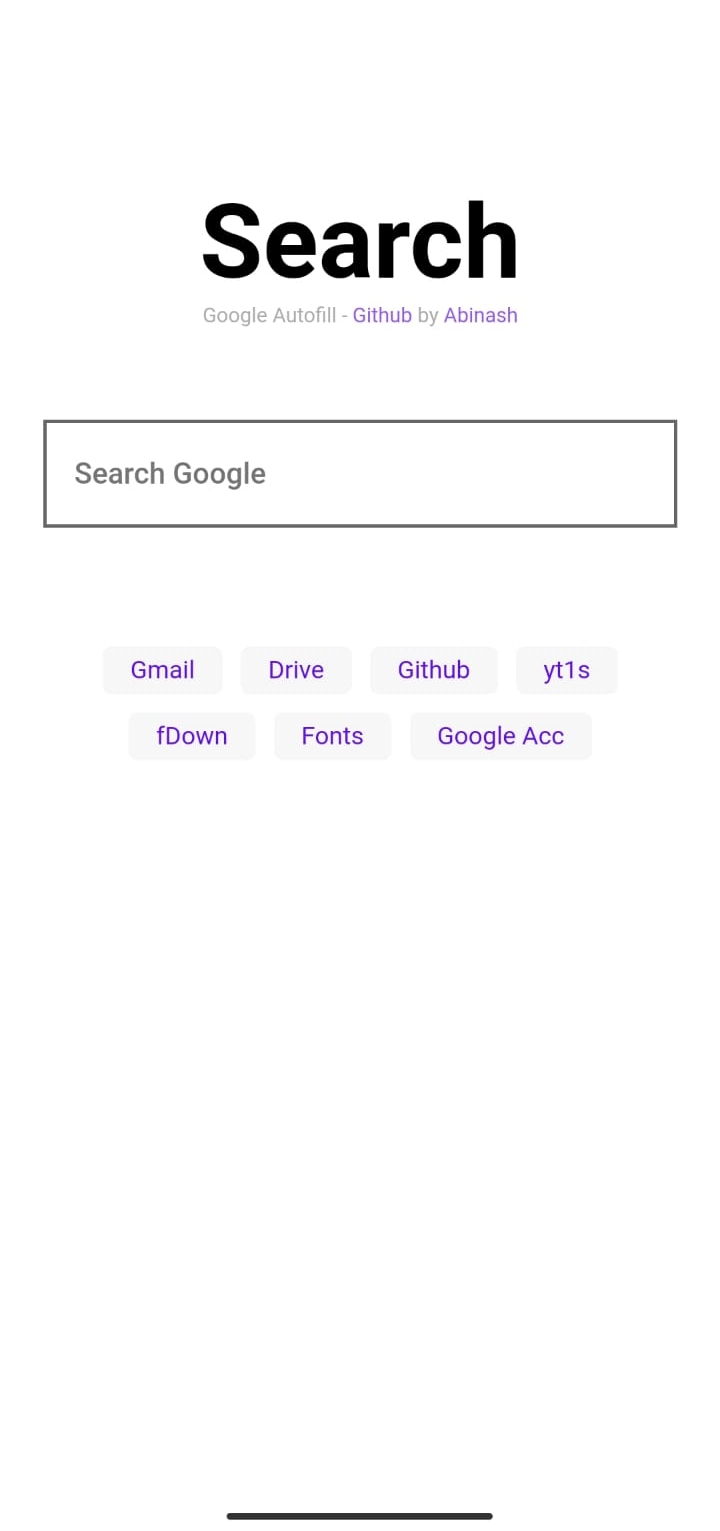 Search
Google Autofill - Github by Abinash
Search Google
Gmail Drive Github yt1s
fDown Fonts Google Acc